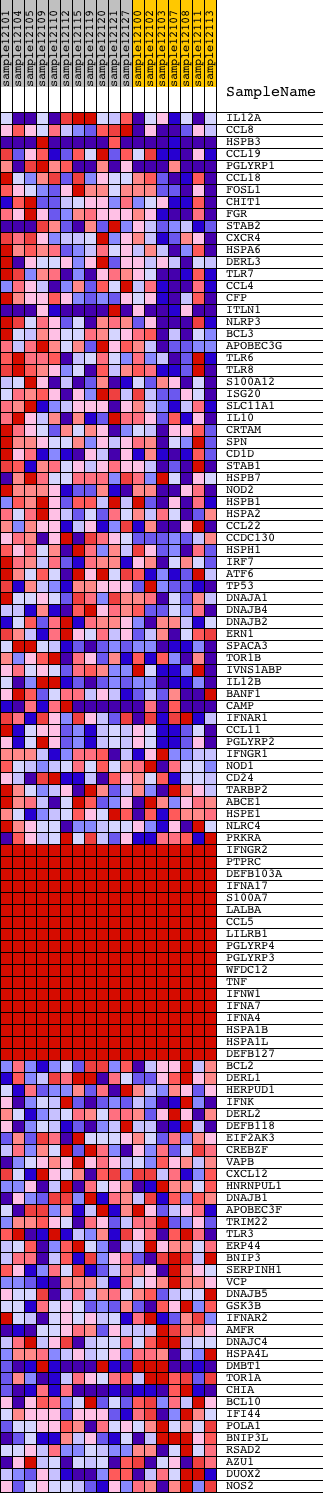 sample12101
sample12104
sample12105
sample12109
sample12110
sample12112
sample12115
sample12119
sample12120
sample12124
sample12127
sample12100
sample12102
sample12103
sample12107
sample12108
sample12111
sample12113
SampleName
IL12A
CCL8
HSPB3
CCL19
PGLYRP1
CCL18
FOSL1
CHIT1
FGR
STAB2
CXCR4
HSPA6
DERL3
TLR7
CCL4
CFP
ITLN1
NLRP3
BCL3
APOBEC3G
TLR6
TLR8
S100A12
ISG20
SLC11A1
IL10
CRTAM
SPN
CD1D
STAB1
HSPB7
NOD2
HSPB1
HSPA2
CCL22
CCDC130
HSPH1
IRF7
ATF6
TP53
DNAJA1
DNAJB4
DNAJB2
ERN1
SPACA3
TOR1B
IVNS1ABP
IL12B
BANF1
CAMP
IFNAR1
CCL11
PGLYRP2
IFNGR1
NOD1
CD24
TARBP2
ABCE1
HSPE1
NLRC4
PRKRA
IFNGR2
PTPRC
DEFB103A
IFNA17
S100A7
LALBA
CCL5
LILRB1
PGLYRP4
PGLYRP3
WFDC12
TNF
IFNW1
IFNA7
IFNA4
HSPA1B
HSPA1L
DEFB127
BCL2
DERL1
HERPUD1
IFNK
DERL2
DEFB118
EIF2AK3
CREBZF
VAPB
CXCL12
HNRNPUL1
DNAJB1
APOBEC3F
TRIM22
TLR3
ERP44
BNIP3
SERPINH1
VCP
DNAJB5
GSK3B
IFNAR2
AMFR
DNAJC4
HSPA4L
DMBT1
TOR1A
CHIA
BCL10
IFI44
POLA1
BNIP3L
RSAD2
AZU1
DUOX2
NOS2